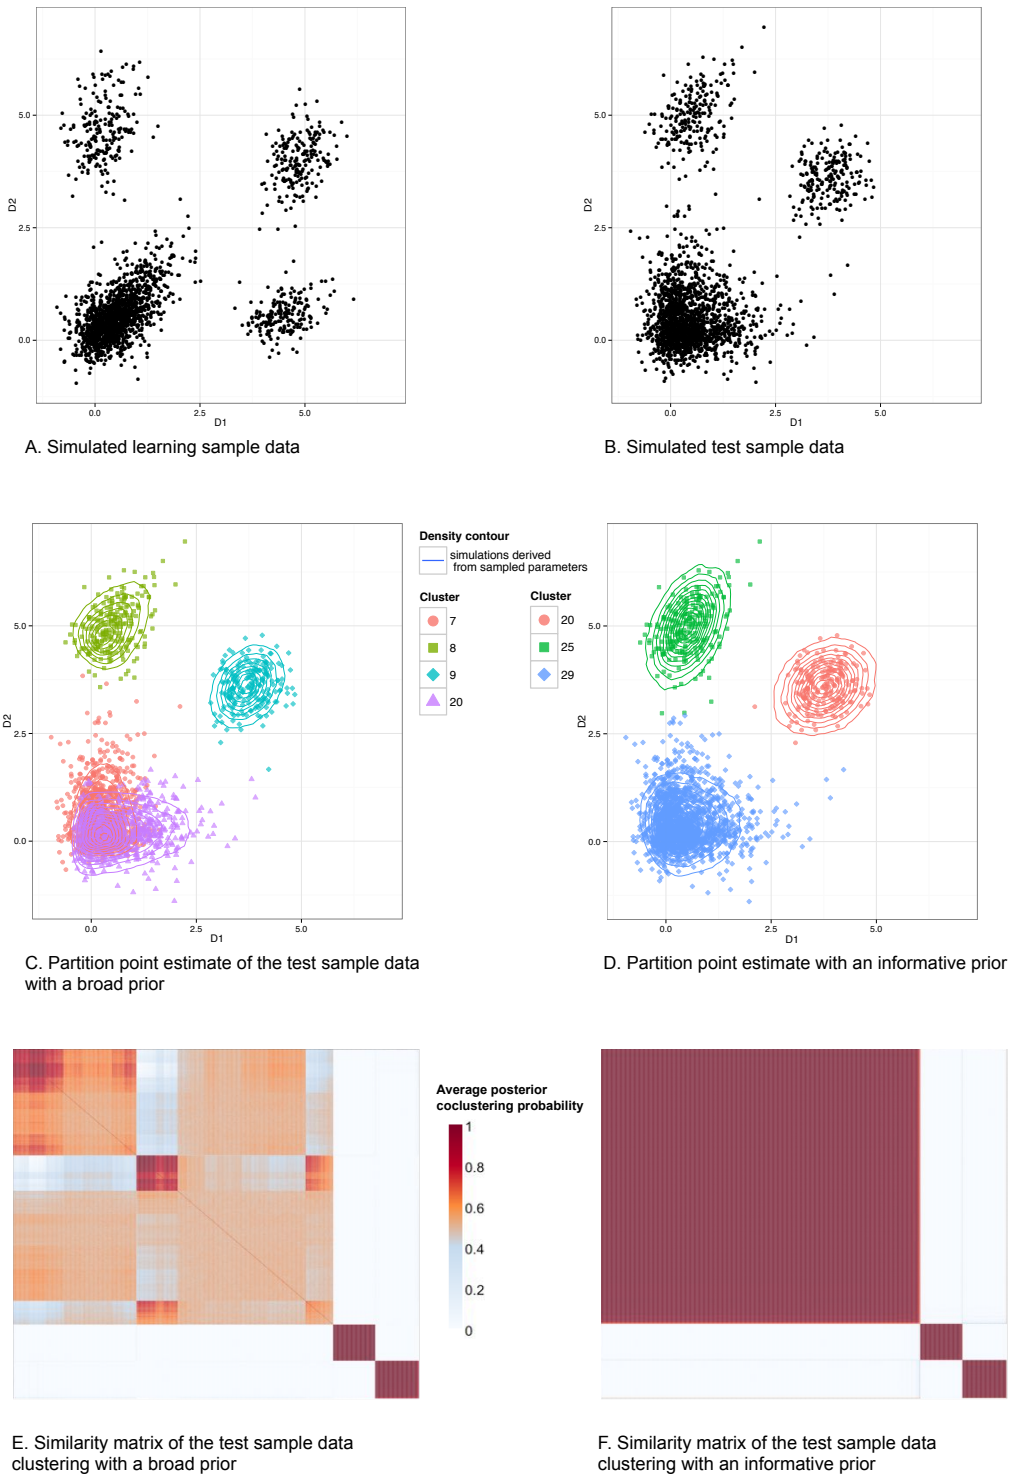 5.0
2.5
0.0
D2
0.0
2.5
5.0
D1
A. Simulated learning sample data
5.0
2.5
0.0
D2
0.0
2.5
5.0
D1
B. Simulated test sample data
5.0
2.5
0.0
D2
0.0
2.5
5.0
D1
C. Partition point estimate of the test sample data
with a broad prior
Density contour
simulations derived
from sampled parameters
Cluster
7
8
9
20
Cluster
20
25
29
5.0
2.5
0.0
D2
0.0
2.5
5.0
D1
D. Partition point estimate with an informative prior
Average posterior
coclustering probability
1
0.8
0.6
0.4
0.2
0
E. Similarity matrix of the test sample data
clustering with a broad prior
F. Similarity matrix of the test sample data
clustering with an informative prior